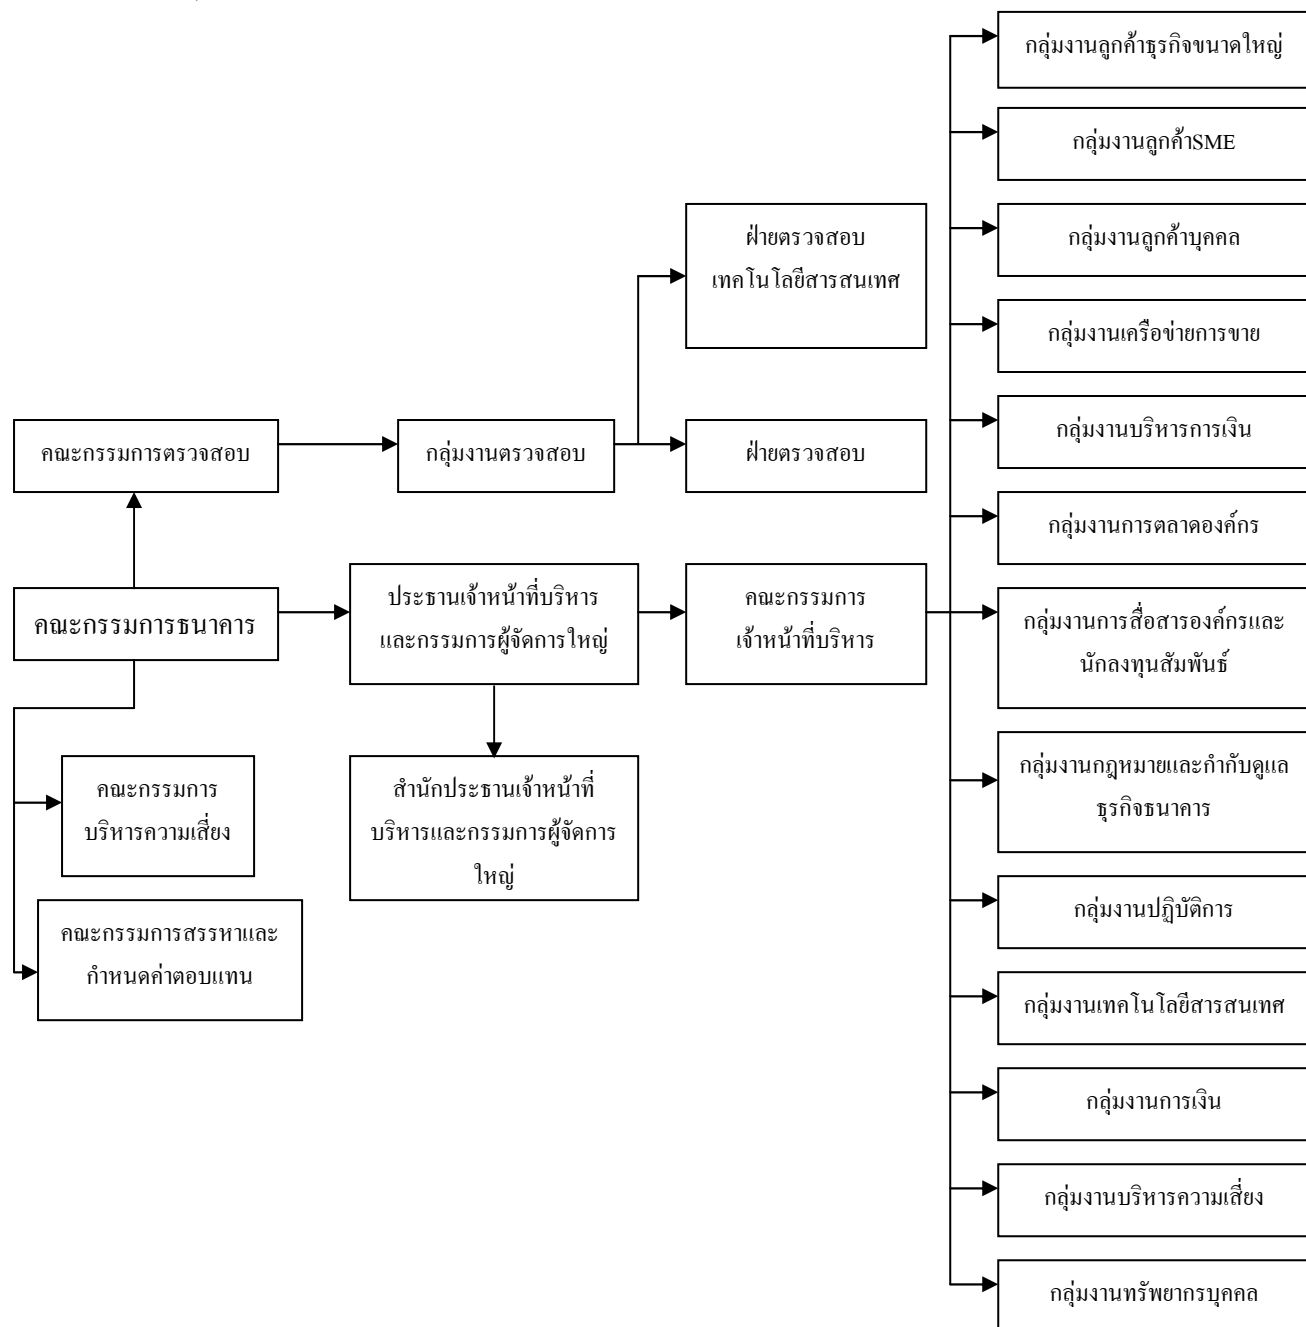 กลุ่มงานลูกค้าธุรกิจขนาดใหญ่
กลุ่มงานลูกค้าSME
ฝ่ายตรวจสอบ
เทคโนโลยีสารสนเทศ
กลุ่มงานลูกค้าบุคคล
กลุ่มงานเครือข่ายการขาย
คณะกรรมการตรวจสอบ
กลุ่มงานตรวจสอบ
ฝ่ายตรวจสอบ
กลุ่มงานบริหารการเงิน
กลุ่มงานการตลาดองค์กร
คณะกรรมการธนาคาร
ประธานเจ้าหน้าที่บริหาร
และกรรมการผู้จัดการใหญ่
คณะกรรมการ
เจ้าหน้าที่บริหาร
กลุ่มงานการสื่อสารองค์กรและ
นักลงทุนสัมพันธ์
คณะกรรมการ
บริหารความเสี่ยง
สำนักประธานเจ้าหน้าที่
บริหารและกรรมการผู้จัดการ
ใหญ่
กลุ่มงานกฎหมายและกำกับดูแล
ธุรกิจธนาคาร
คณะกรรมการสรรหาและ
กำหนดค่าตอบแทน
กลุ่มงานปฏิบัติการ
กลุ่มงานเทคโนโลยีสารสนเทศ
กลุ่มงานการเงิน
กลุ่มงานบริหารความเสี่ยง
กลุ่มงานทรัพยากรบุคคล